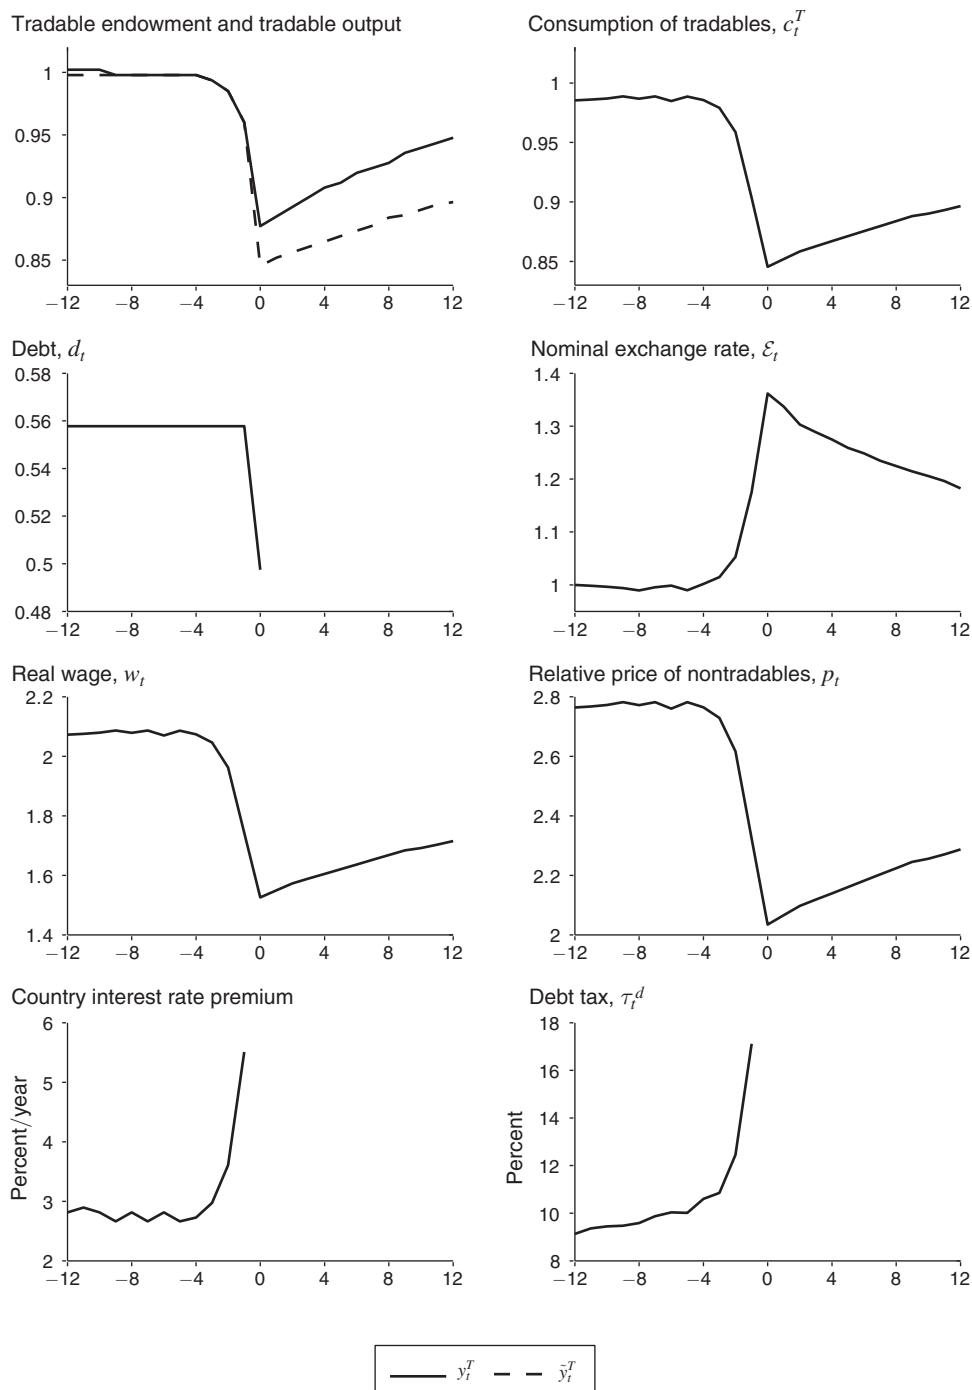 Tradable endowment and tradable output
1
0.95
0.9
0.85
−12 −8 −4 0 4 8 12
Consumption of tradables, c_t^T
1
0.95
0.9
0.85
−12 −8 −4 0 4 8 12
Debt, d_t
0.58
0.56
0.54
0.52
0.5
0.48
−12 −8 −4 0 4 8 12
Nominal exchange rate, ℰ_t
1.4
1.3
1.2
1.1
1
−12 −8 −4 0 4 8 12
Real wage, w_t
2.2
2
1.8
1.6
1.4
−12 −8 −4 0 4 8 12
Relative price of nontradables, p_t
2.8
2.6
2.4
2.2
2
−12 −8 −4 0 4 8 12
Country interest rate premium
Percent/year
6
5
4
3
2
−12 −8 −4 0 4 8 12
Debt tax, τ_t^d
Percent
18
16
14
12
10
8
−12 −8 −4 0 4 8 12
y_t^T ỹ_t^T